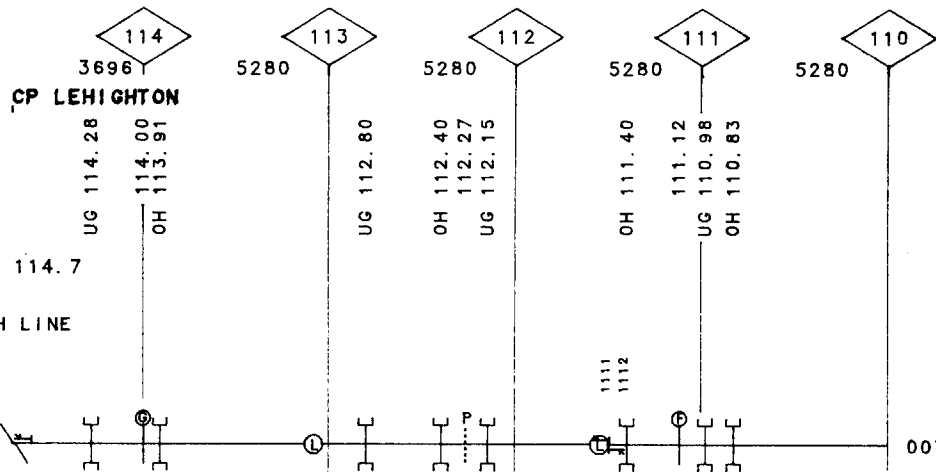 114 113 112 111 110
3696 5280 5280 5280 5280
CP LEHIGHTON
UG 114.28
114.00
OH 113.91
UG 112.80
OH 112.40
112.27
UG 112.15
OH 111.40
111.12
UG 110.98
OH 110.83
114.7
H LINE
1111
1112
G
P
F
L
00